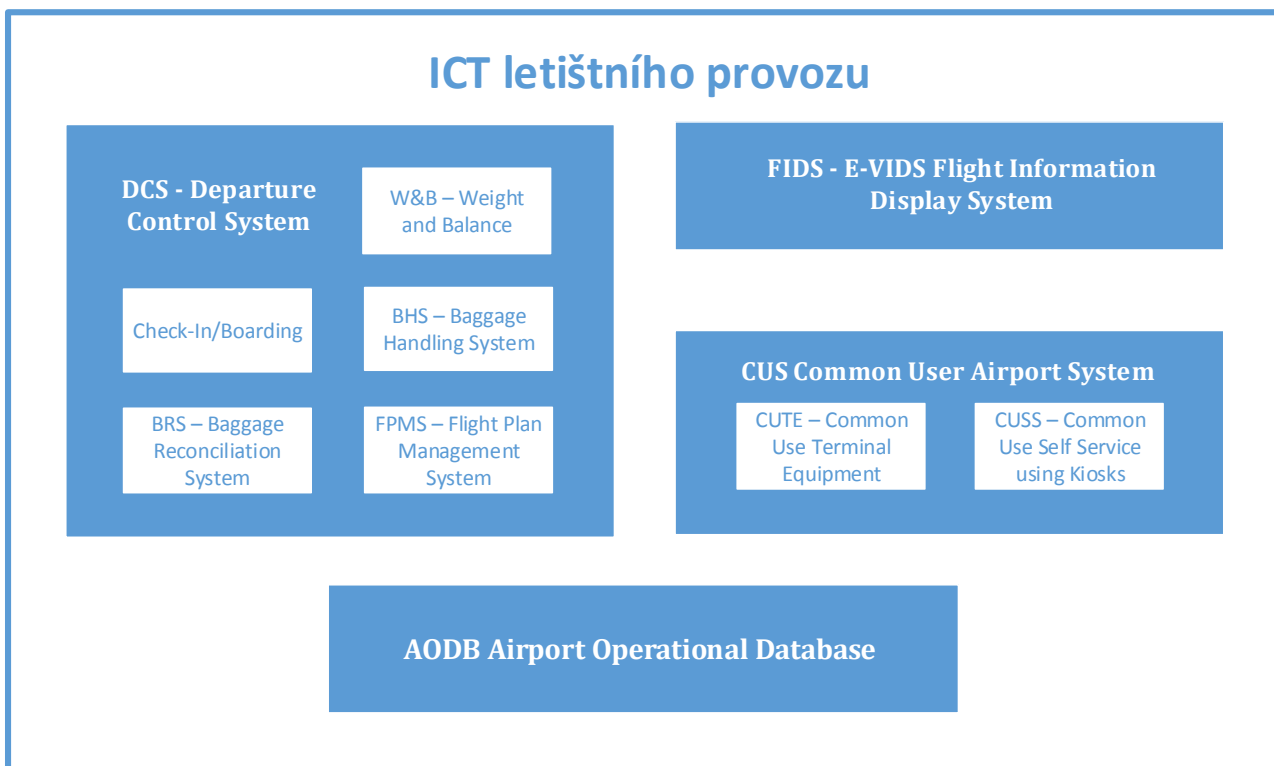 ICT letištního provozu
DCS - Departure
Control System
W&B – Weight
and Balance
Check-In/Boarding
BHS – Baggage
Handling System
BRS – Baggage
Reconciliation
System
FPMS – Flight Plan
Management
System
FIDS - E-VIDS Flight Information
Display System
CUS Common User Airport System
CUTE – Common
Use Terminal
Equipment
CUSS – Common
Use Self Service
using Kiosks
AODB Airport Operational Database